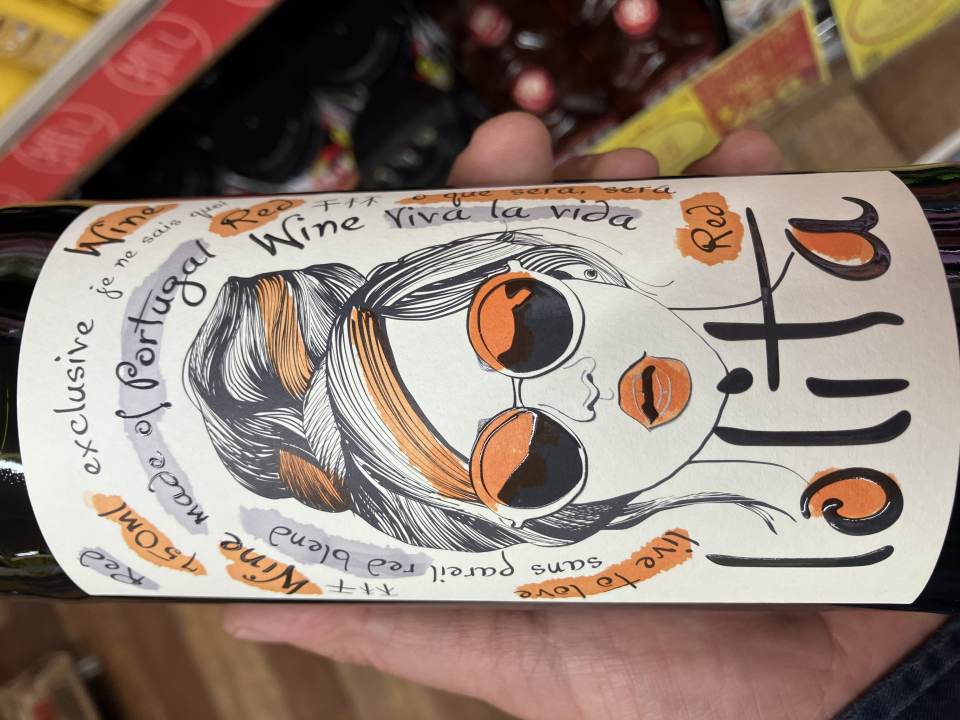 exclusive
je ne sais quoi
Wine
made of Portugal
Red
750ml
Red
Wine
Wine
red blend
viva la vida
o que sera, sera
sans pareil
live to love
Red
lolita